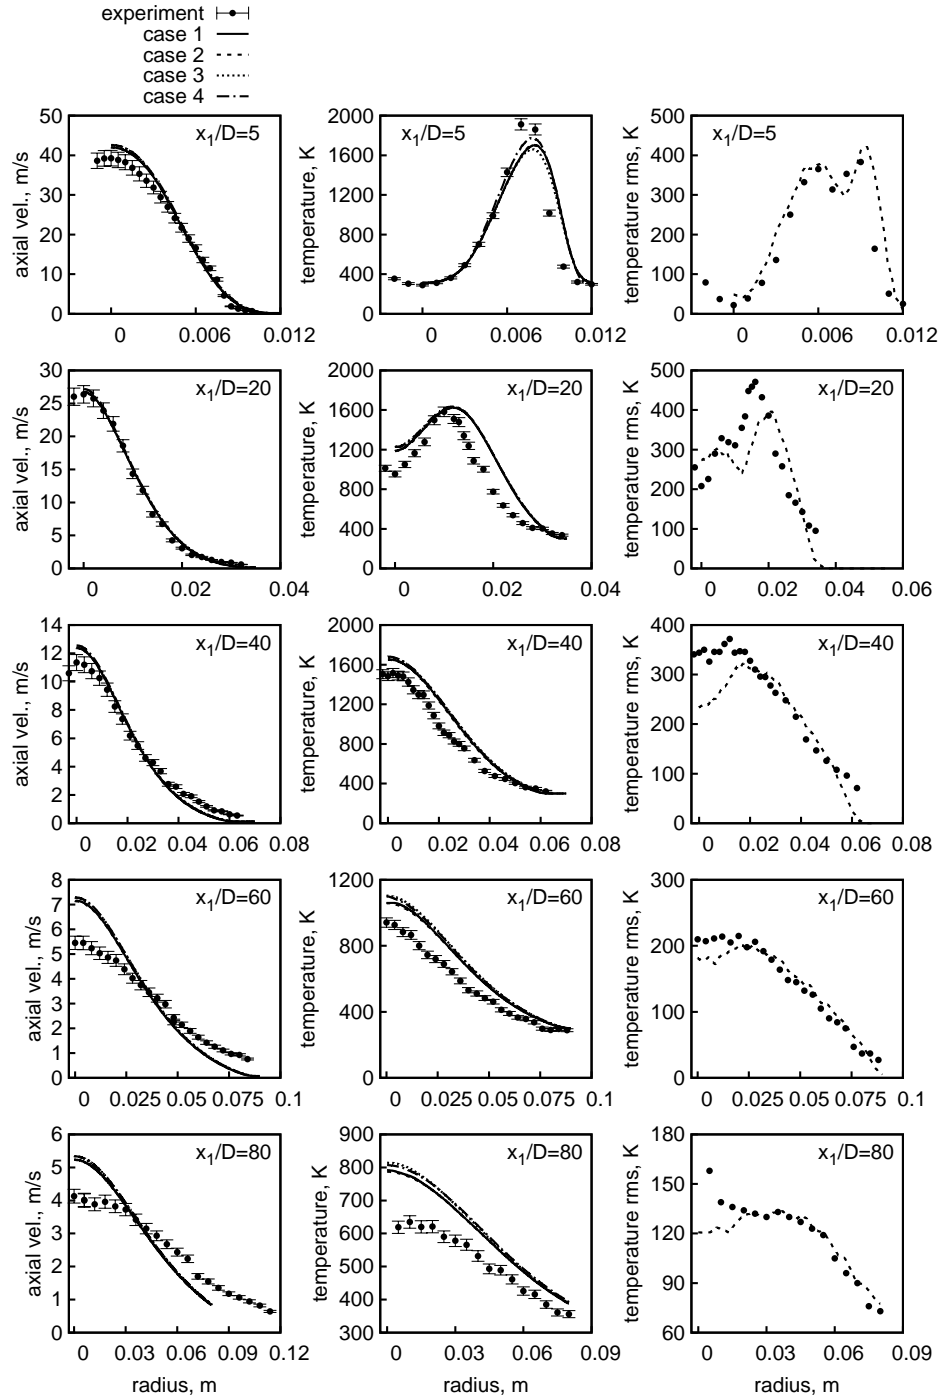 experiment
case 1
case 2
case 3
case 4
axial vel., m/s
50
40
30
20
10
0
x1/D=5
0 0.006 0.012
temperature, K
2000
1600
1200
800
400
0
x1/D=5
0 0.006 0.012
temperature rms, K
500
400
300
200
100
0
x1/D=5
0 0.006 0.012
axial vel., m/s
30
25
20
15
10
5
0
x1/D=20
0 0.02 0.04
temperature, K
2000
1600
1200
800
400
0
x1/D=20
0 0.02 0.04
temperature rms, K
500
400
300
200
100
0
x1/D=20
0 0.02 0.04 0.06
axial vel., m/s
14
12
10
8
6
4
2
0
x1/D=40
0 0.02 0.04 0.06 0.08
temperature, K
2000
1600
1200
800
400
0
x1/D=40
0 0.02 0.04 0.06 0.08
temperature rms, K
400
300
200
100
0
x1/D=40
0 0.02 0.04 0.06 0.08
axial vel., m/s
8
7
6
5
4
3
2
1
0
x1/D=60
0 0.025 0.05 0.075 0.1
temperature, K
1200
800
400
0
x1/D=60
0 0.025 0.05 0.075 0.1
temperature rms, K
300
200
100
0
x1/D=60
0 0.025 0.05 0.075 0.1
axial vel., m/s
6
5
4
3
2
1
0
x1/D=80
0 0.03 0.06 0.09 0.12
radius, m
temperature, K
900
800
700
600
500
400
300
x1/D=80
0 0.03 0.06 0.09
radius, m
temperature rms, K
180
150
120
90
60
x1/D=80
0 0.03 0.06 0.09
radius, m